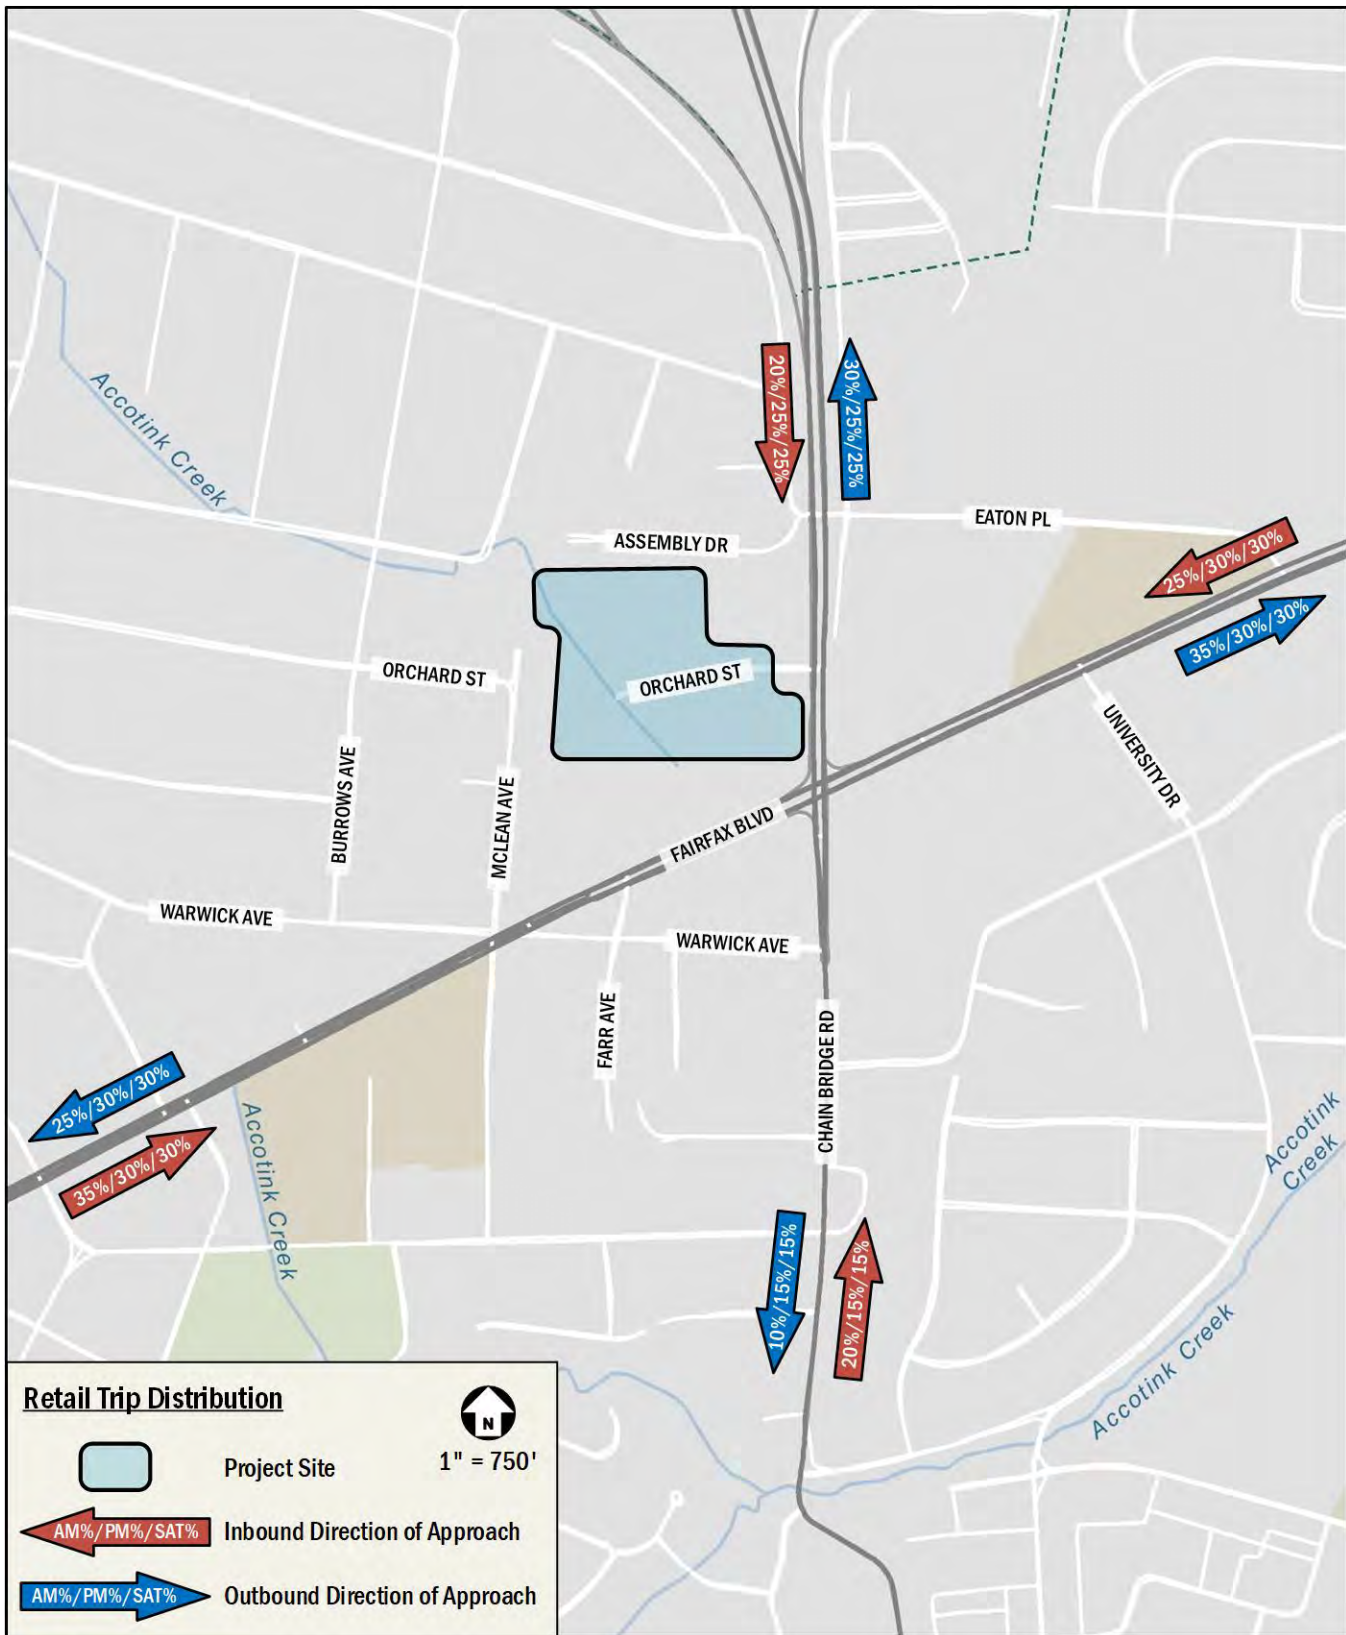 Accotink Creek
20%/25%/25%
30%/25%/25%
EATON PL
ASSEMBLY DR
25%/30%/30%
35%/30%/30%
ORCHARD ST
ORCHARD ST
UNIVERSITY DR
BURROWS AVE
MCLEAN AVE
FAIRFAX BLVD
WARWICK AVE
WARWICK AVE
FARR AVE
CHAIN BRIDGE RD
25%/30%/30%
35%/30%/30%
Accotink Creek
Accotink
Creek
10%/15%/15%
20%/15%/15%
Accotink Creek
Retail Trip Distribution
N
Project Site
1" = 750'
AM%/PM%/SAT%
Inbound Direction of Approach
AM%/PM%/SAT%
Outbound Direction of Approach